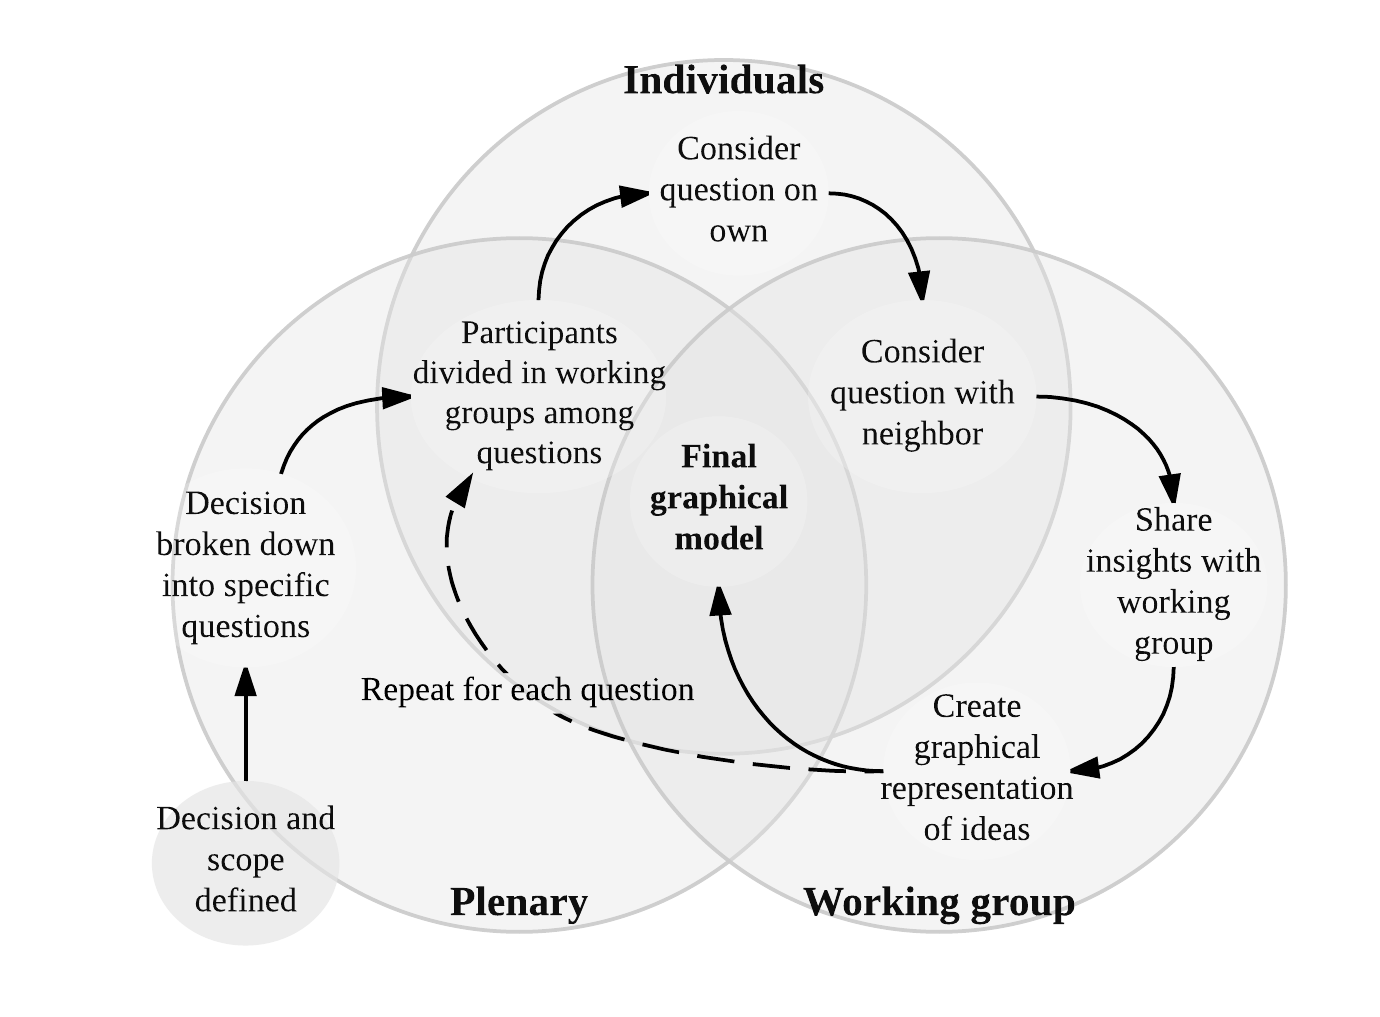 Individuals
Consider
question on
own
Participants
divided in working
groups among
questions
Consider
question with
neighbor
Final
graphical
model
Decision
broken down
into specific
questions
Share
insights with
working
group
Repeat for each question
Create
graphical
representation
of ideas
Decision and
scope
defined
Plenary
Working group